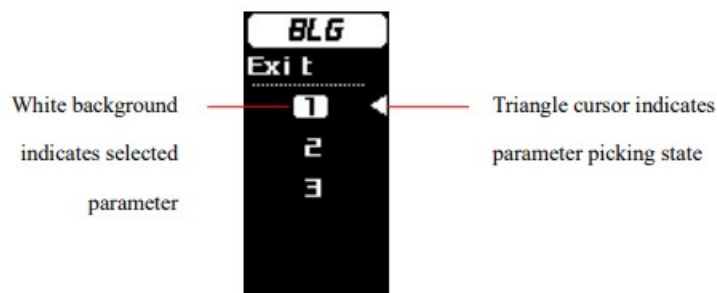 BLG
Exit
1
2
3
White background
indicates selected
parameter
Triangle cursor indicates
parameter picking state